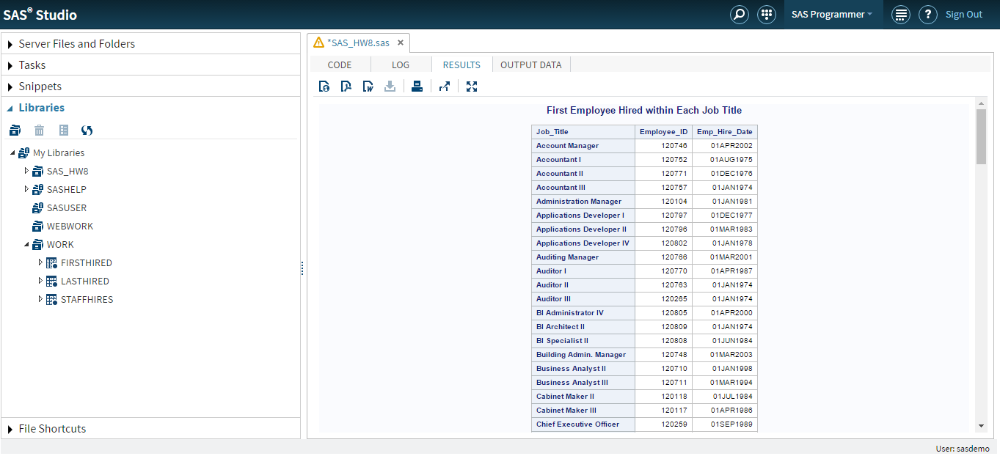 SAS® Studio
SAS Programmer
?
Sign Out
Server Files and Folders
Tasks
Snippets
Libraries
My Libraries
SAS_HW8
SASHELP
SASUSER
WEBWORK
WORK
FIRSTHIRED
LASTHIRED
STAFFHIRES
File Shortcuts
*SAS_HW8.sas ×
CODE LOG RESULTS OUTPUT DATA
First Employee Hired within Each Job Title
Job_Title Employee_ID Emp_Hire_Date
Account Manager 120746 01APR2002
Accountant I 120752 01AUG1975
Accountant II 120771 01DEC1976
Accountant III 120757 01JAN1974
Administration Manager 120104 01JAN1981
Applications Developer I 120797 01DEC1977
Applications Developer II 120796 01MAR1983
Applications Developer IV 120802 01JAN1978
Auditing Manager 120766 01MAR2001
Auditor I 120770 01APR1987
Auditor II 120763 01JAN1974
Auditor III 120265 01JAN1974
BI Administrator IV 120805 01APR2000
BI Architect II 120809 01JAN1974
BI Specialist II 120808 01JUN1984
Building Admin. Manager 120748 01MAR2003
Business Analyst II 120710 01JAN1998
Business Analyst III 120711 01MAR1994
Cabinet Maker II 120118 01JUL1984
Cabinet Maker III 120117 01APR1986
Chief Executive Officer 120259 01SEP1989
User: sasdemo